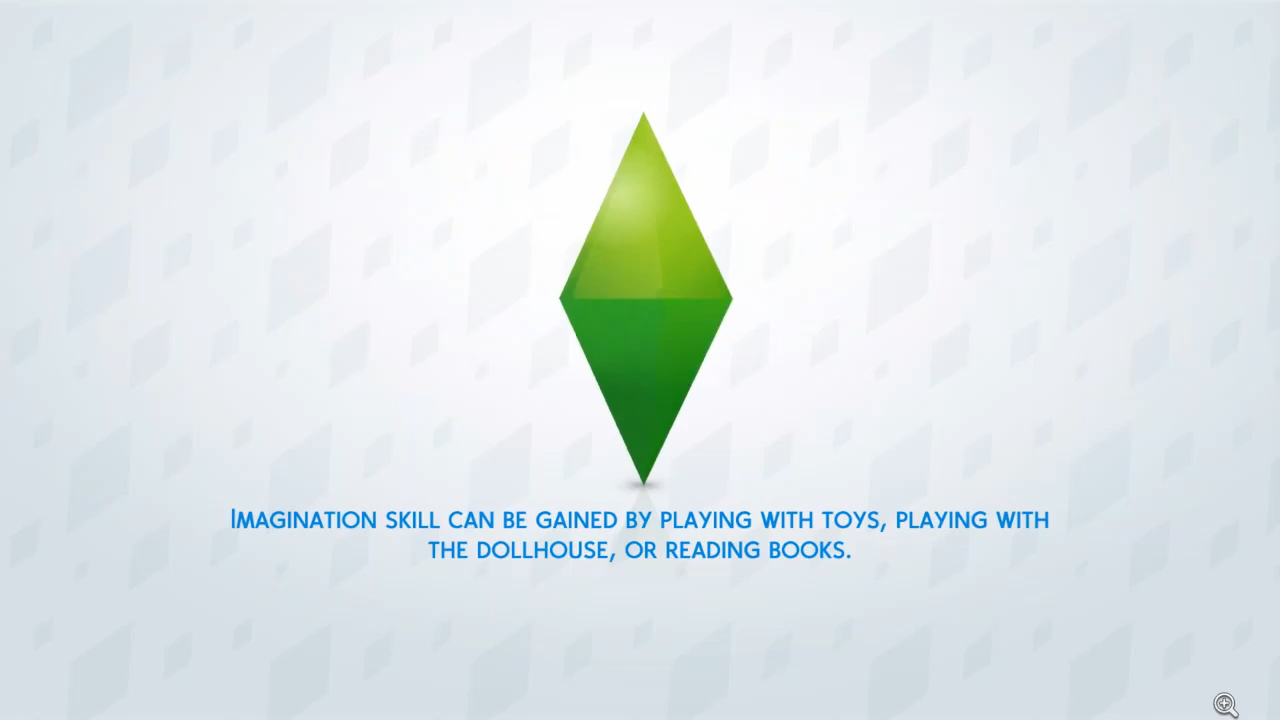 Imagination skill can be gained by playing with toys, playing with
the dollhouse, or reading books.